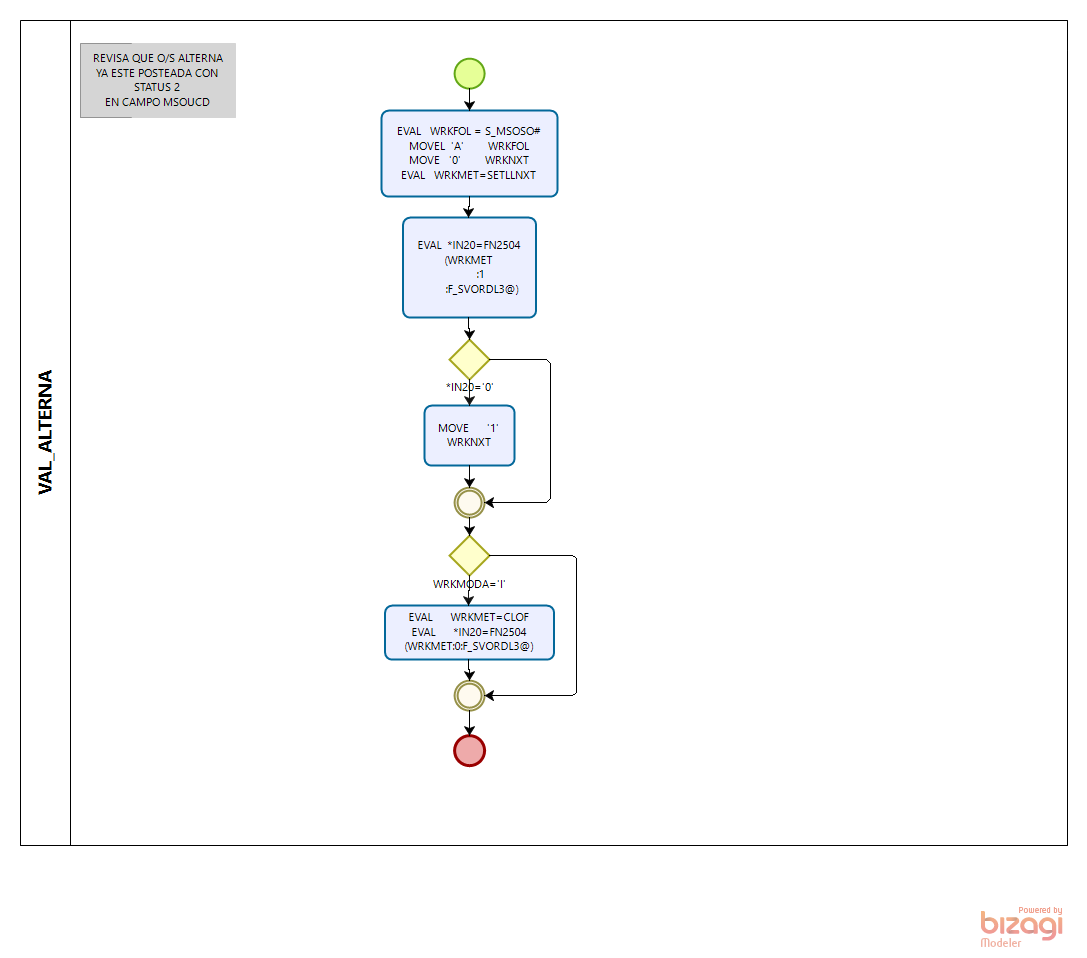 VAL_ALTERNA
REVISA QUE O/S ALTERNA
YA ESTE POSTEADA CON
STATUS 2
EN CAMPO MSOUCD
EVAL WRKFOL = S_MSOSO#
MOVEL 'A' WRKFOL
MOVE '0' WRKNXT
EVAL WRKMET=SETLLNXT
EVAL *IN20=FN2504
(WRKMET
:1
:F_SVORDL3@)
*IN20='0'
MOVE '1'
WRKNXT
WRKMODA='I'
EVAL WRKMET=CLOF
EVAL *IN20=FN2504
(WRKMET:0:F_SVORDL3@)
Powered by
bizagi
Modeler